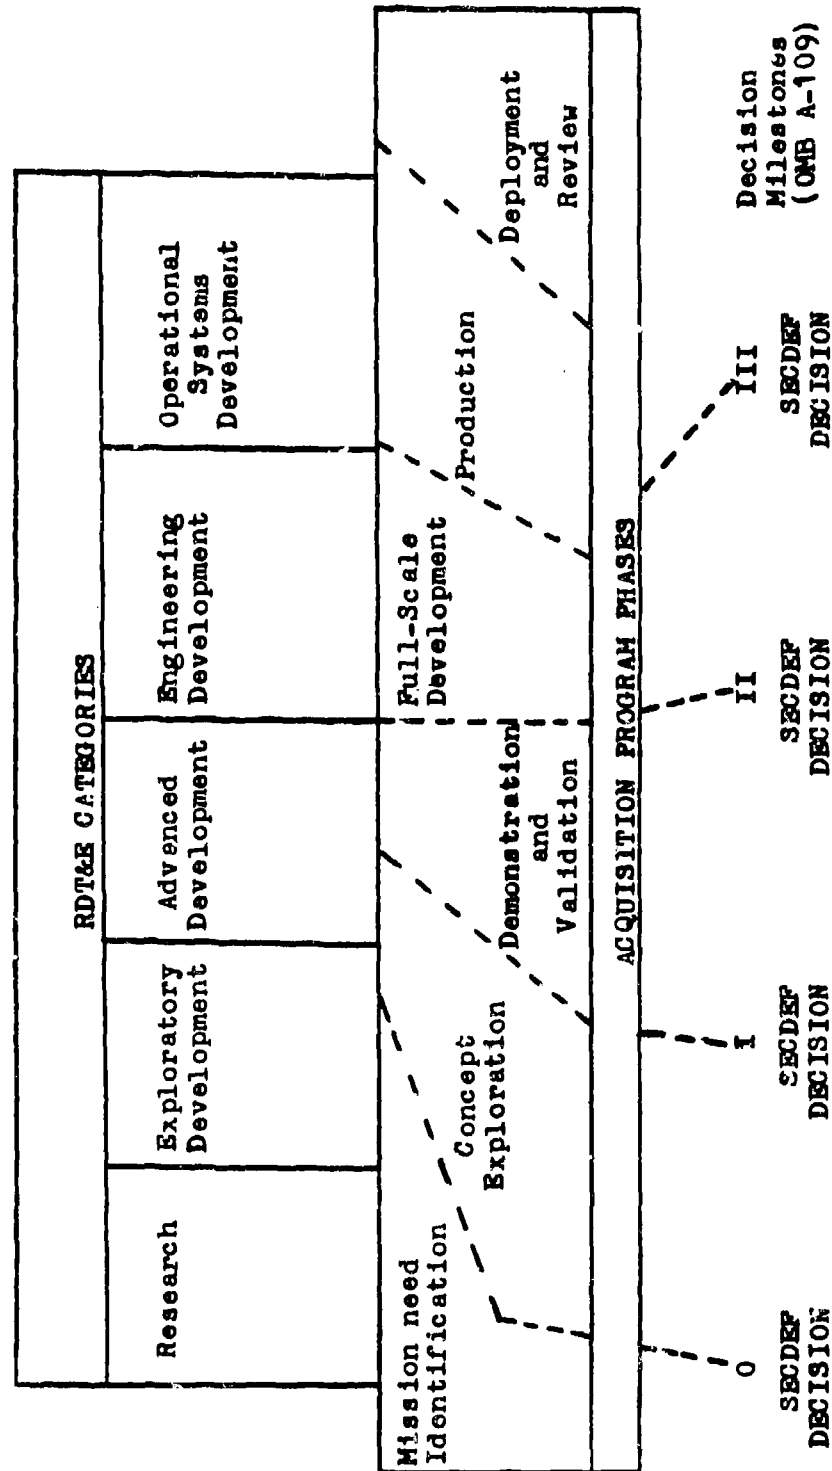 RDT&E CATEGORIES
Research
Exploratory
Development
Advanced
Development
Engineering
Development
Operational
Systems
Development
Mission need
Identification
Concept
Exploration
Demonstration
and
Validation
Full-Scale
Development
Production
Deployment
and
Review
ACQUISITION PROGRAM PHASES
0
I
II
III
Decision
Milestones
(OMB A-109)
SECDEF
DECISION
SECDEF
DECISION
SECDEF
DECISION
SECDEF
DECISION